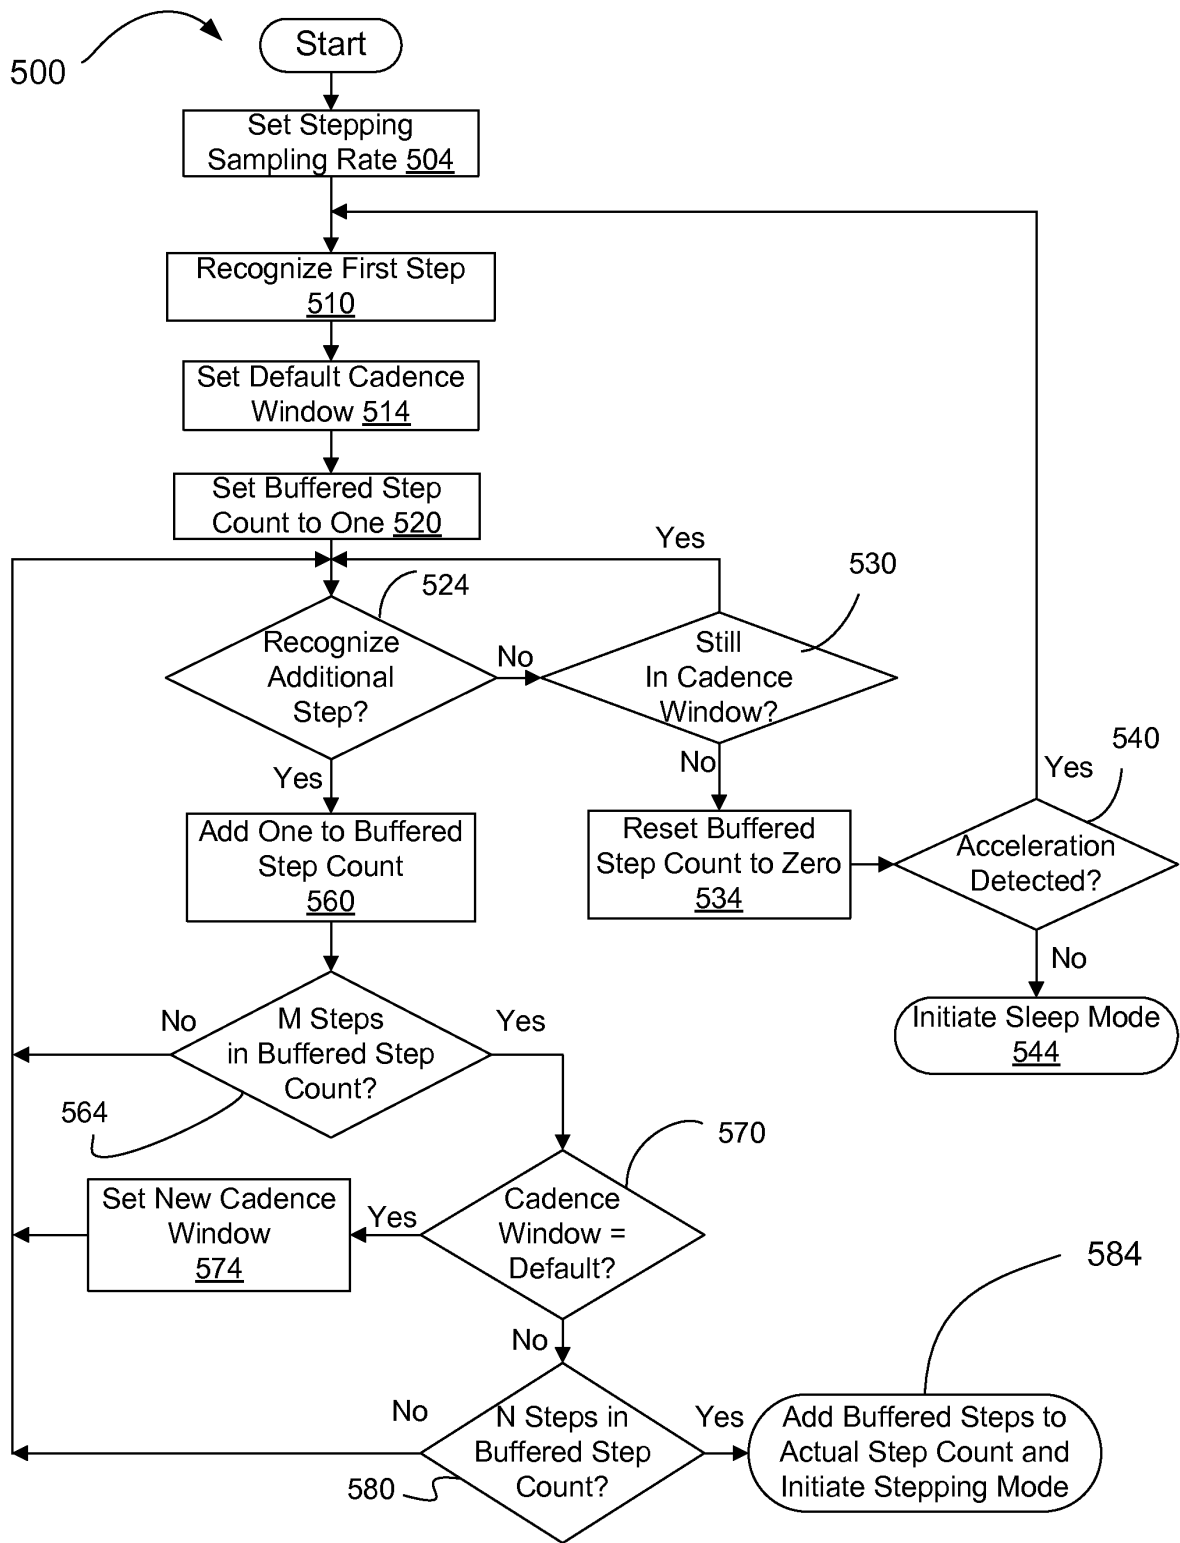 500
Start
Set Stepping
Sampling Rate 504
Recognize First Step
510
Set Default Cadence
Window 514
Set Buffered Step
Count to One 520
Yes
530
524
Recognize
Additional
Step?
No
Still
In Cadence
Window?
Yes
No
540
Yes
Add One to Buffered
Step Count
560
Reset Buffered
Step Count to Zero
534
Acceleration
Detected?
No
Initiate Sleep Mode
544
No
M Steps
in Buffered Step
Count?
Yes
564
570
Set New Cadence
Window
574
Yes
Cadence
Window =
Default?
584
No
No
N Steps in
Buffered Step
Count?
Yes
580
Add Buffered Steps to
Actual Step Count and
Initiate Stepping Mode